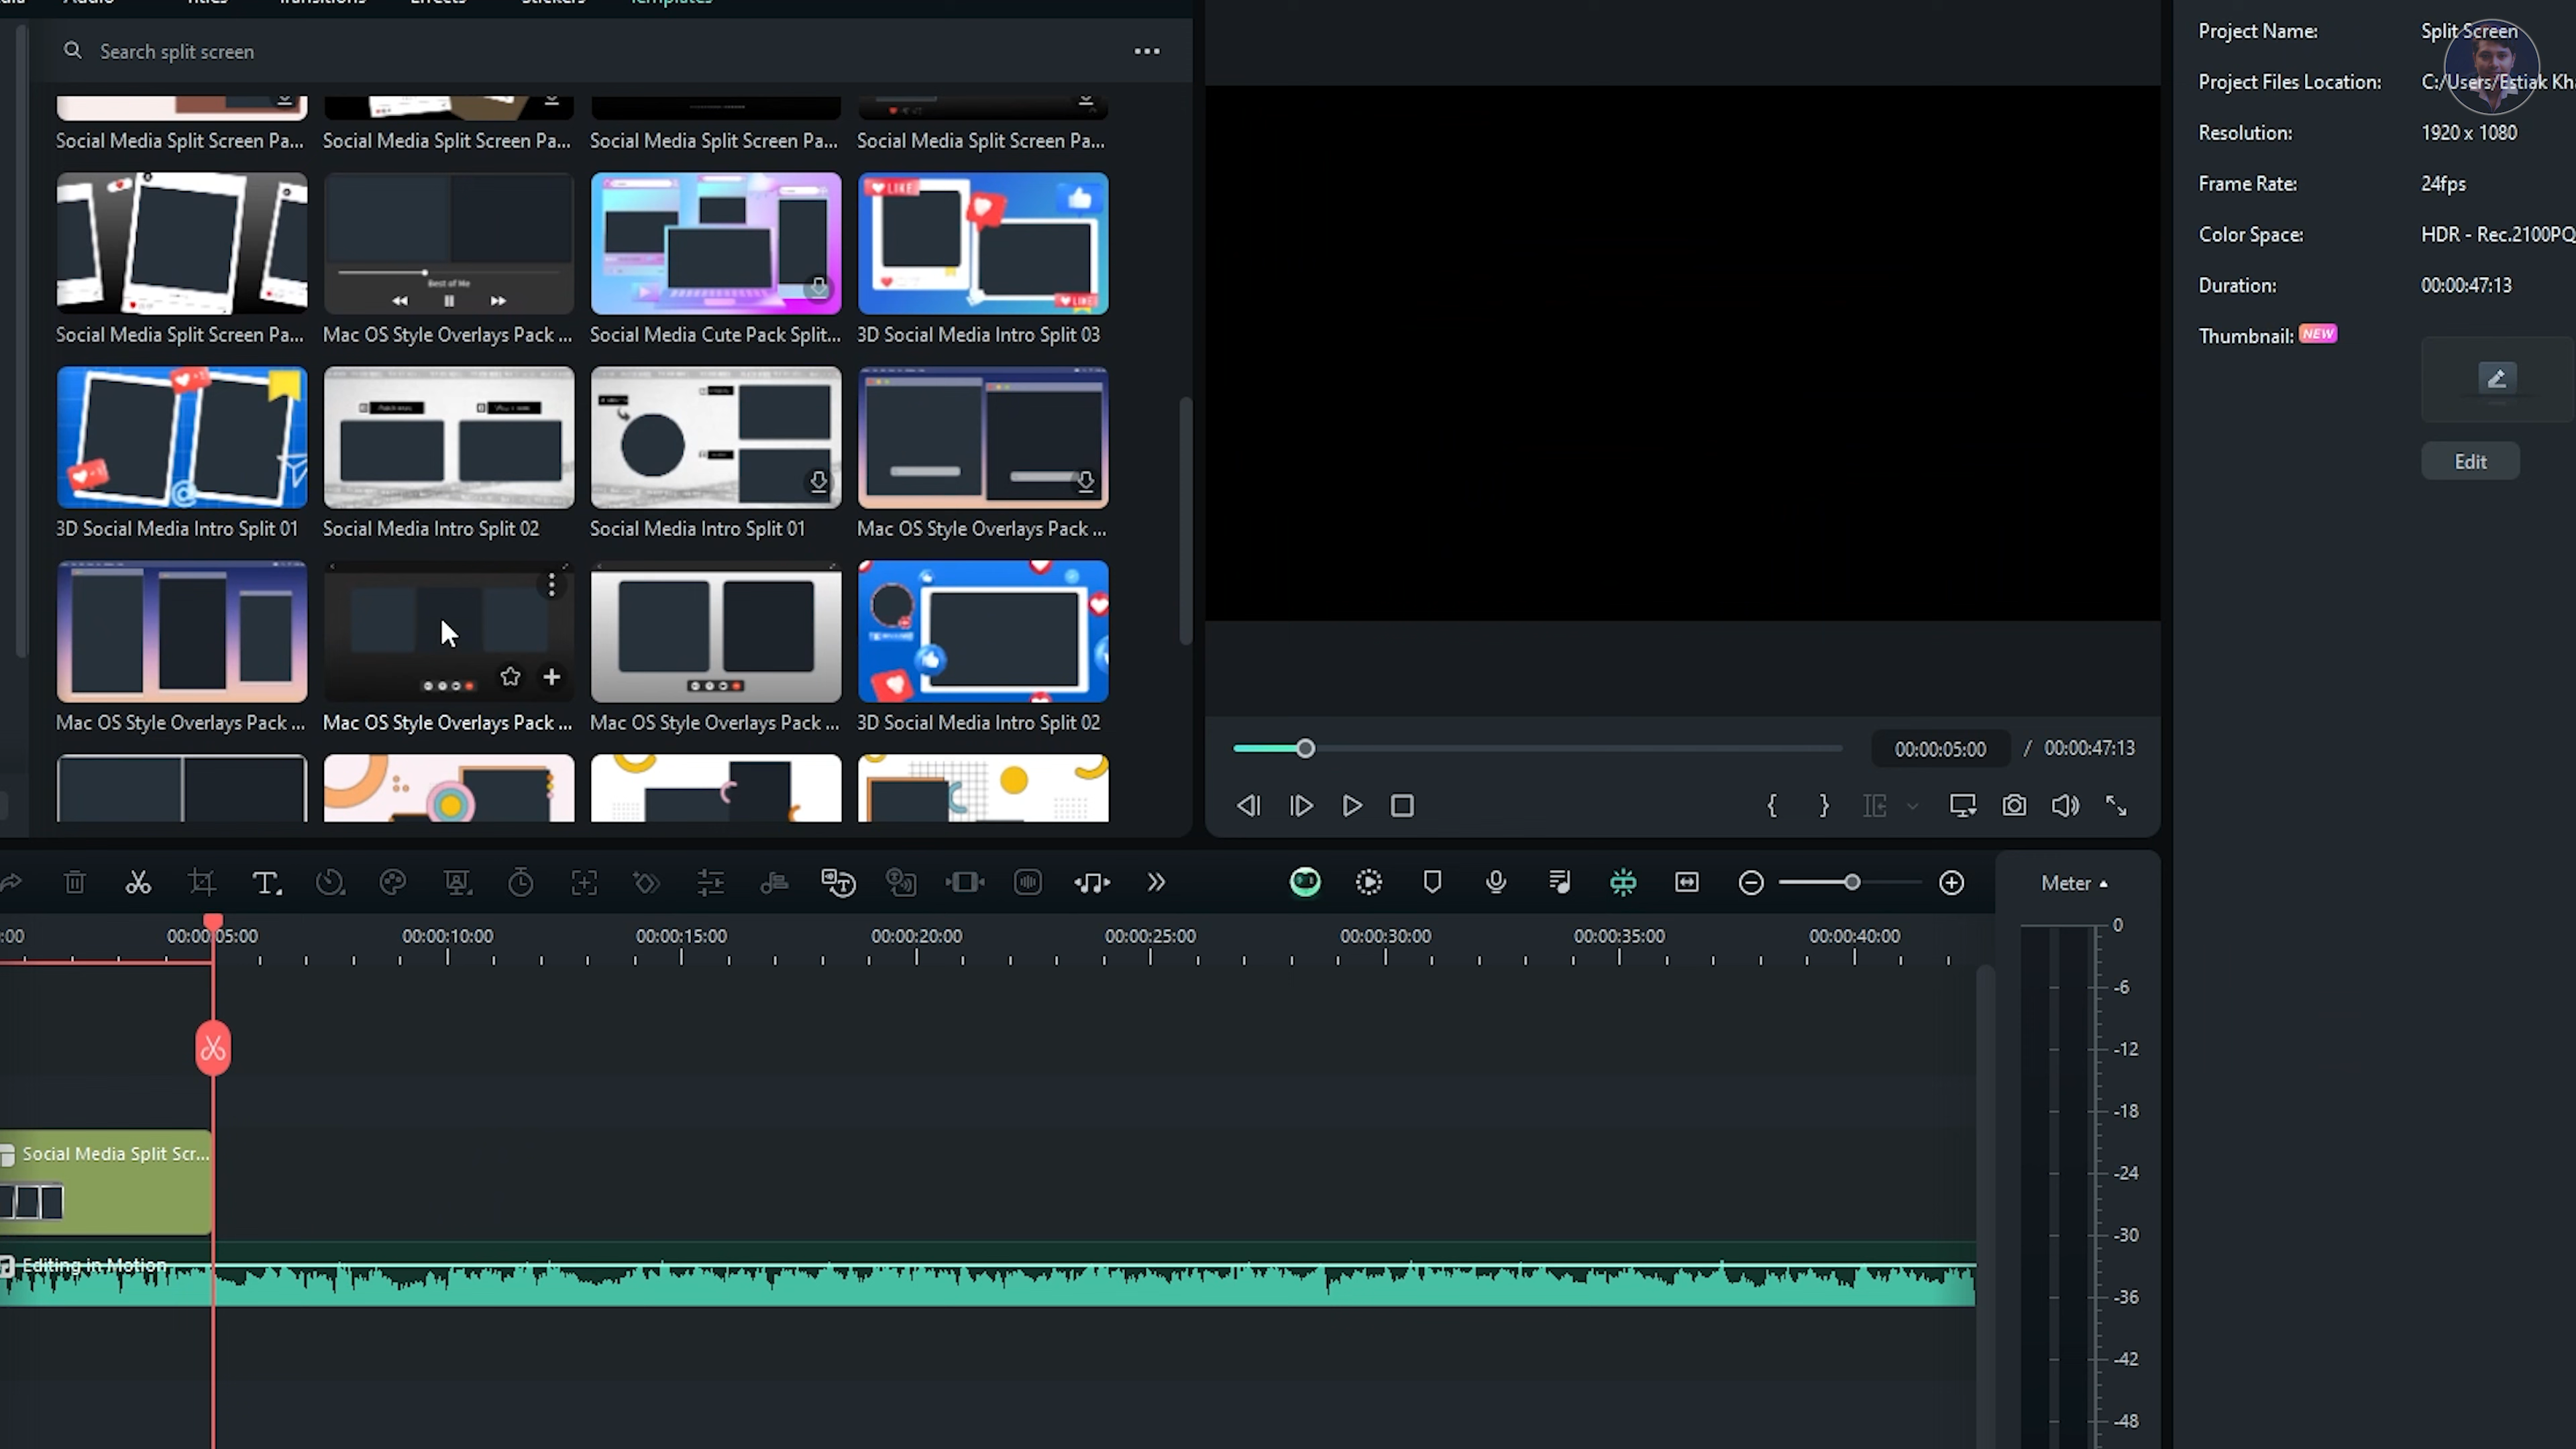 Audio
Titles
Transitions
Effects
Stickers
Templates
Search split screen
Social Media Split Screen Pa...
Social Media Split Screen Pa...
Social Media Split Screen Pa...
Social Media Split Screen Pa...
LIKE
Best of Me
LIKE
Social Media Split Screen Pa...
Mac OS Style Overlays Pack ...
Social Media Cute Pack Split...
3D Social Media Intro Split 03
3D Social Media Intro Split 01
Social Media Intro Split 02
Social Media Intro Split 01
Mac OS Style Overlays Pack ...
Mac OS Style Overlays Pack ...
Mac OS Style Overlays Pack ...
Mac OS Style Overlays Pack ...
3D Social Media Intro Split 02
00:00:05:00 / 00:00:47:13
Project Name: Split Screen
Project Files Location: C:/Users/Estiak Kh
Resolution: 1920 x 1080
Frame Rate: 24fps
Color Space: HDR - Rec.2100PQ
Duration: 00:00:47:13
Thumbnail: NEW
Edit
Meter
:00 00:00:05:00 00:00:10:00 00:00:15:00 00:00:20:00 00:00:25:00 00:00:30:00 00:00:35:00 00:00:40:00
Social Media Split Scr...
Editing in Motion
0
-6
-12
-18
-24
-30
-36
-42
-48